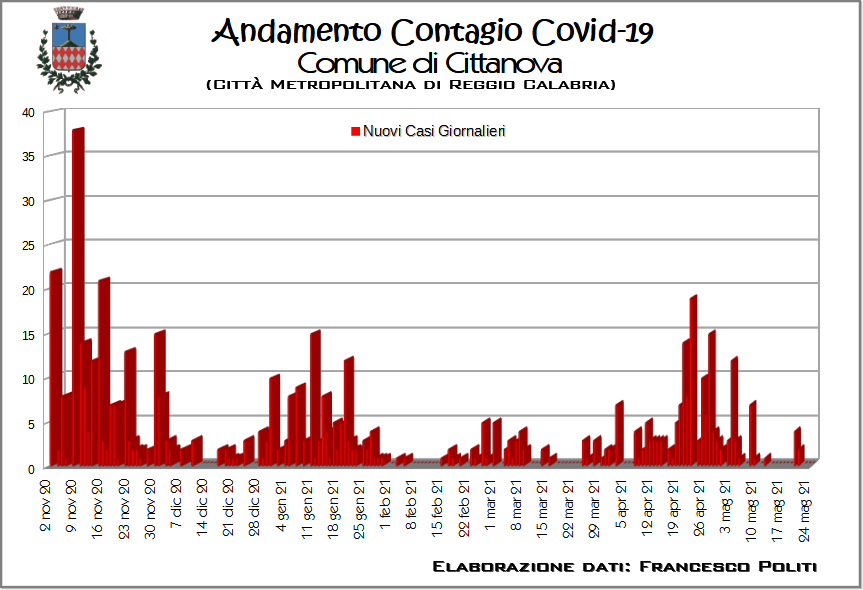 Andamento Contagio Covid-19
Comune di Cittanova
(Città Metropolitana di Reggio Calabria)
Nuovi Casi Giornalieri
40
35
30
25
20
15
10
5
0
2 nov 20
9 nov 20
16 nov 20
23 nov 20
30 nov 20
7 dic 20
14 dic 20
21 dic 20
28 dic 20
4 gen 21
11 gen 21
18 gen 21
25 gen 21
1 feb 21
8 feb 21
15 feb 21
22 feb 21
1 mar 21
8 mar 21
15 mar 21
22 mar 21
29 mar 21
5 apr 21
12 apr 21
19 apr 21
26 apr 21
3 mag 21
10 mag 21
17 mag 21
24 mag 21
Elaborazione dati: Francesco Politi